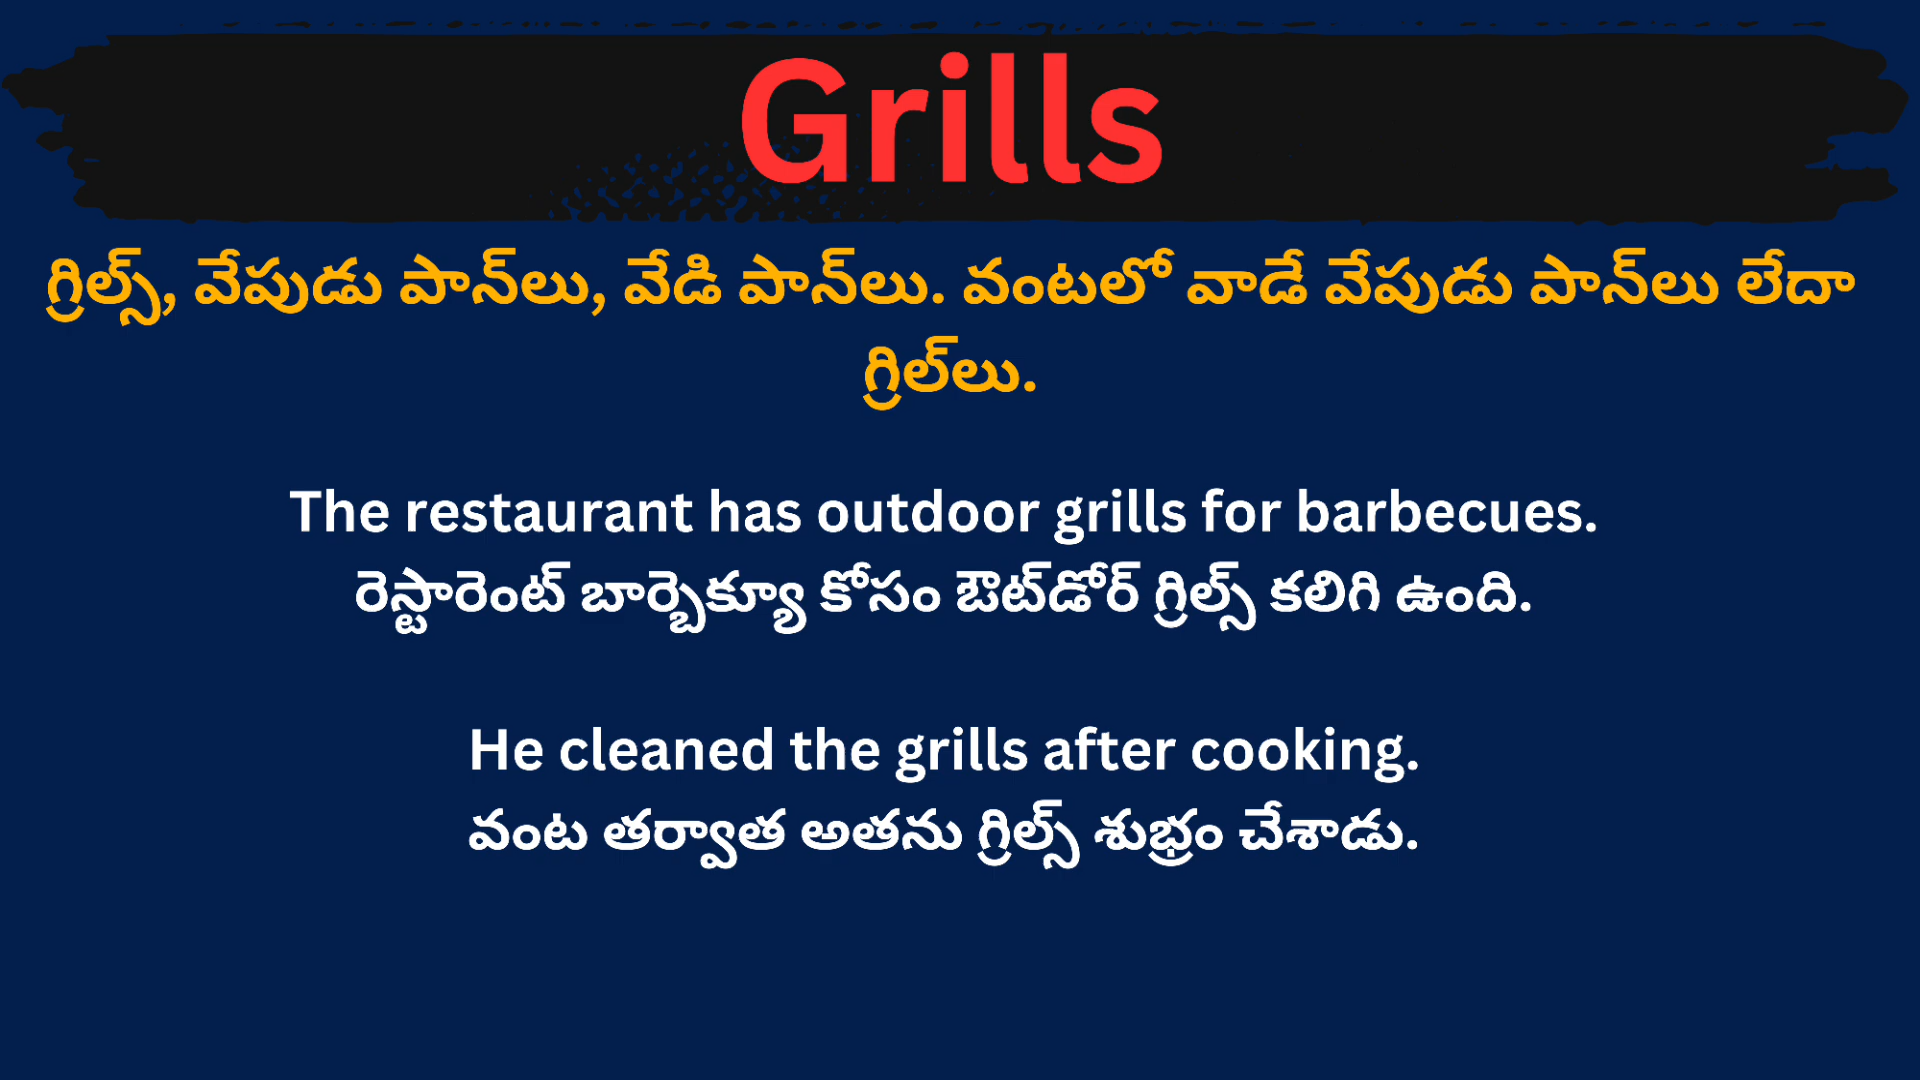 Grills
గ్రిల్స్, వేపుడు పాన్‌లు, వేడి పాన్‌లు. వంటలో వాడే వేపుడు పాన్‌లు లేదా
గ్రిల్‌లు.
The restaurant has outdoor grills for barbecues.
రెస్టారెంట్ బార్బెక్యూ కోసం ఔట్‌డోర్ గ్రిల్స్ కలిగి ఉంది.
He cleaned the grills after cooking.
వంట తర్వాత అతను గ్రిల్స్ శుభ్రం చేశాడు.